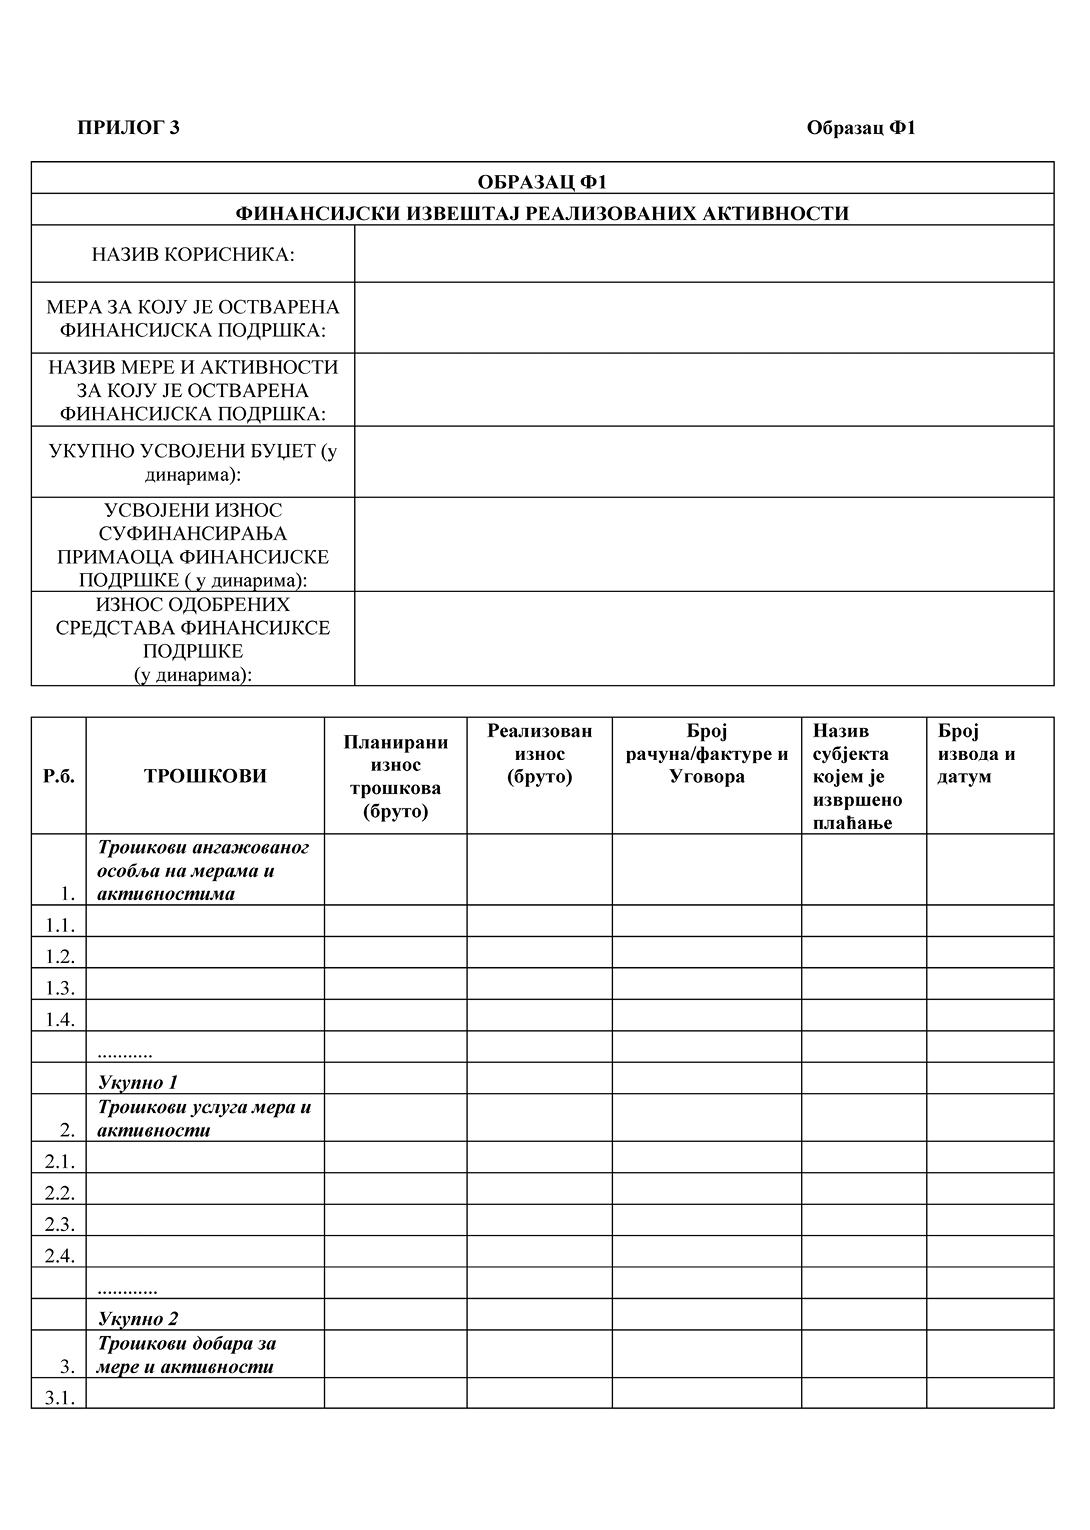 ПРИЛОГ 3 Образац Ф1
ОБРАЗАЦ Ф1
ФИНАНСИЈСКИ ИЗВЕШТАЈ РЕАЛИЗОВАНИХ АКТИВНОСТИ
НАЗИВ КОРИСНИКА:
МЕРА ЗА КОЈУ ЈЕ ОСТВАРЕНА
ФИНАНСИЈСКА ПОДРШКА:
НАЗИВ МЕРЕ И АКТИВНОСТИ
ЗА КОЈУ ЈЕ ОСТВАРЕНА
ФИНАНСИЈСКА ПОДРШКА:
УКУПНО УСВОЈЕНИ БУЏЕТ (у
динарима):
УСВОЈЕНИ ИЗНОС
СУФИНАНСИРАЊА
ПРИМАОЦА ФИНАНСИЈСКЕ
ПОДРШКЕ ( у динарима):
ИЗНОС ОДОБРЕНИХ
СРЕДСТАВА ФИНАНСИЈКСЕ
ПОДРШКЕ
(у динарима):
Р.б.
ТРОШКОВИ
Планирани
износ
трошкова
(бруто)
Реализован
износ
(бруто)
Број
рачуна/фактуре и
Уговора
Назив
субјекта
којем је
извршено
плаћање
Број
извода и
датум
Трошкови ангажованог
особља на мерама и
1. активностима
1.1.
1.2.
1.3.
1.4.
...........
Укупно 1
Трошкови услуга мера и
2. активности
2.1.
2.2.
2.3.
2.4.
............
Укупно 2
Трошкови добара за
3. мере и активности
3.1.